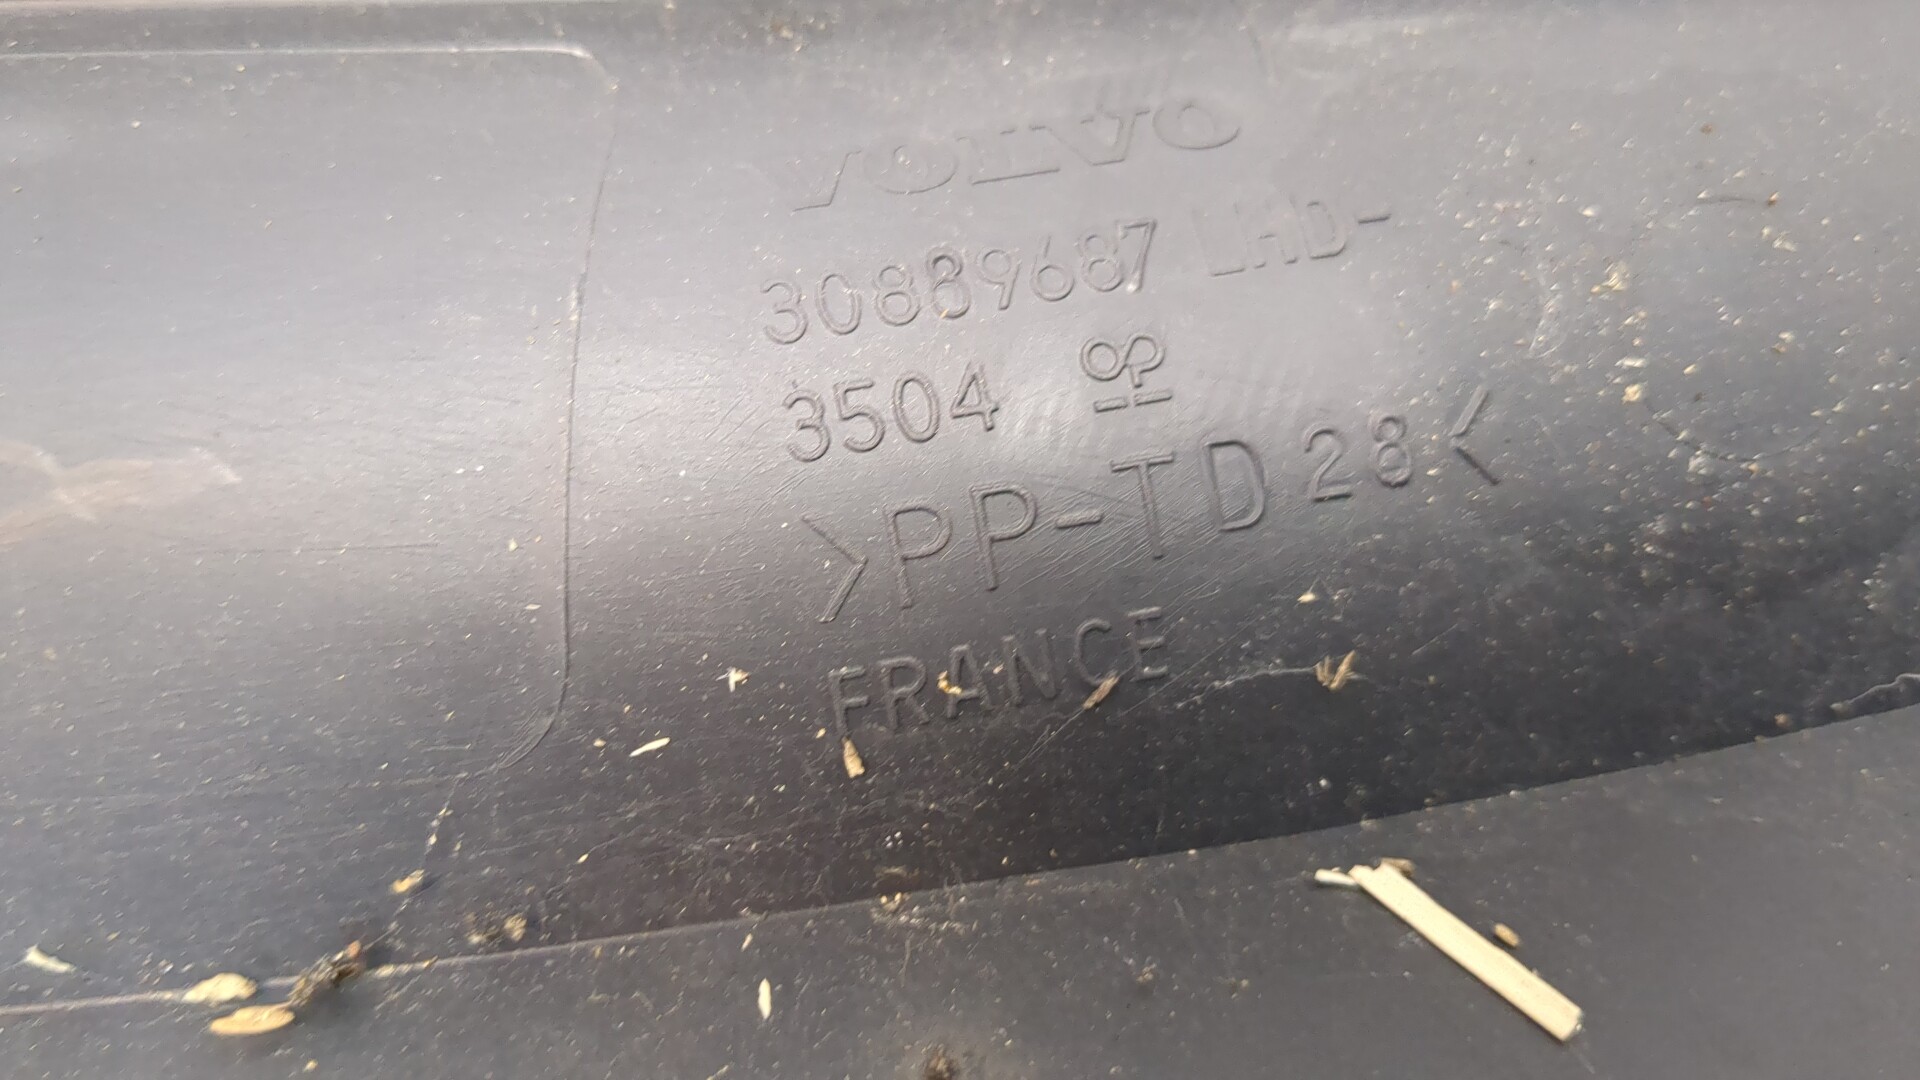 VOLVO
30889687 LHD-
3504
>PP-TD28<
FRANCE